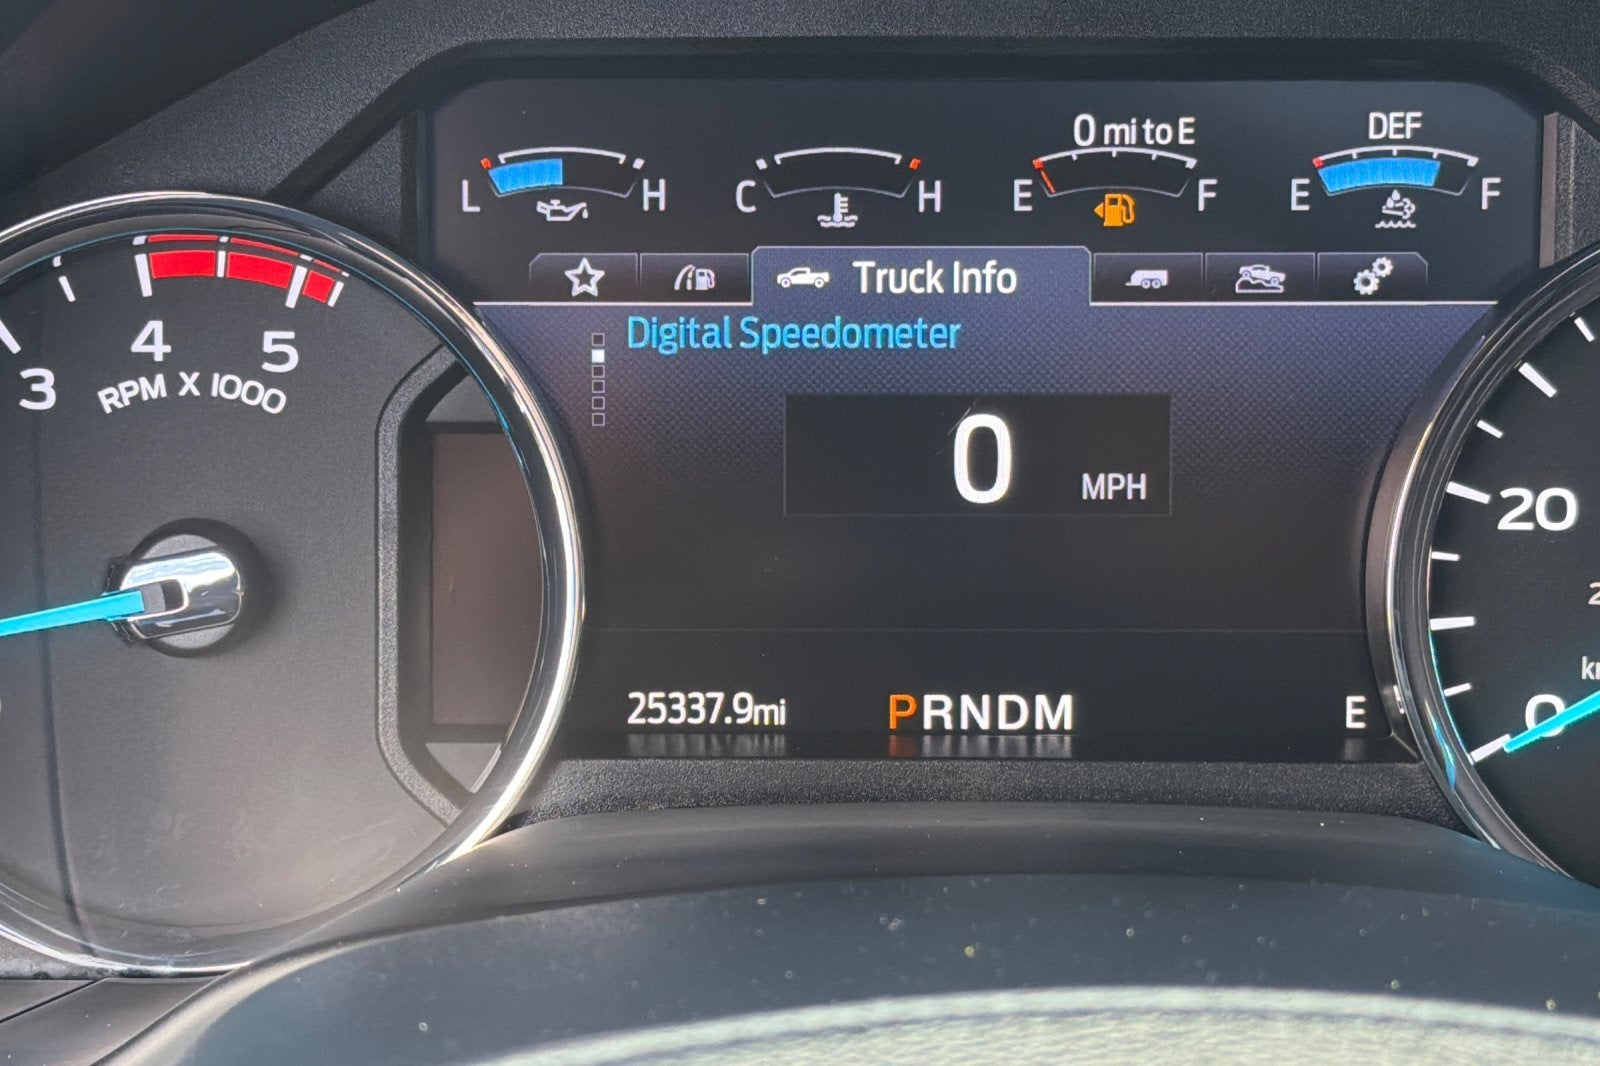 0 mi to E
DEF
L H
C H
E F
E F
Truck Info
Digital Speedometer
0 MPH
3 4 5
RPM X 1000
20
0
25337.9mi
PRNDM
E